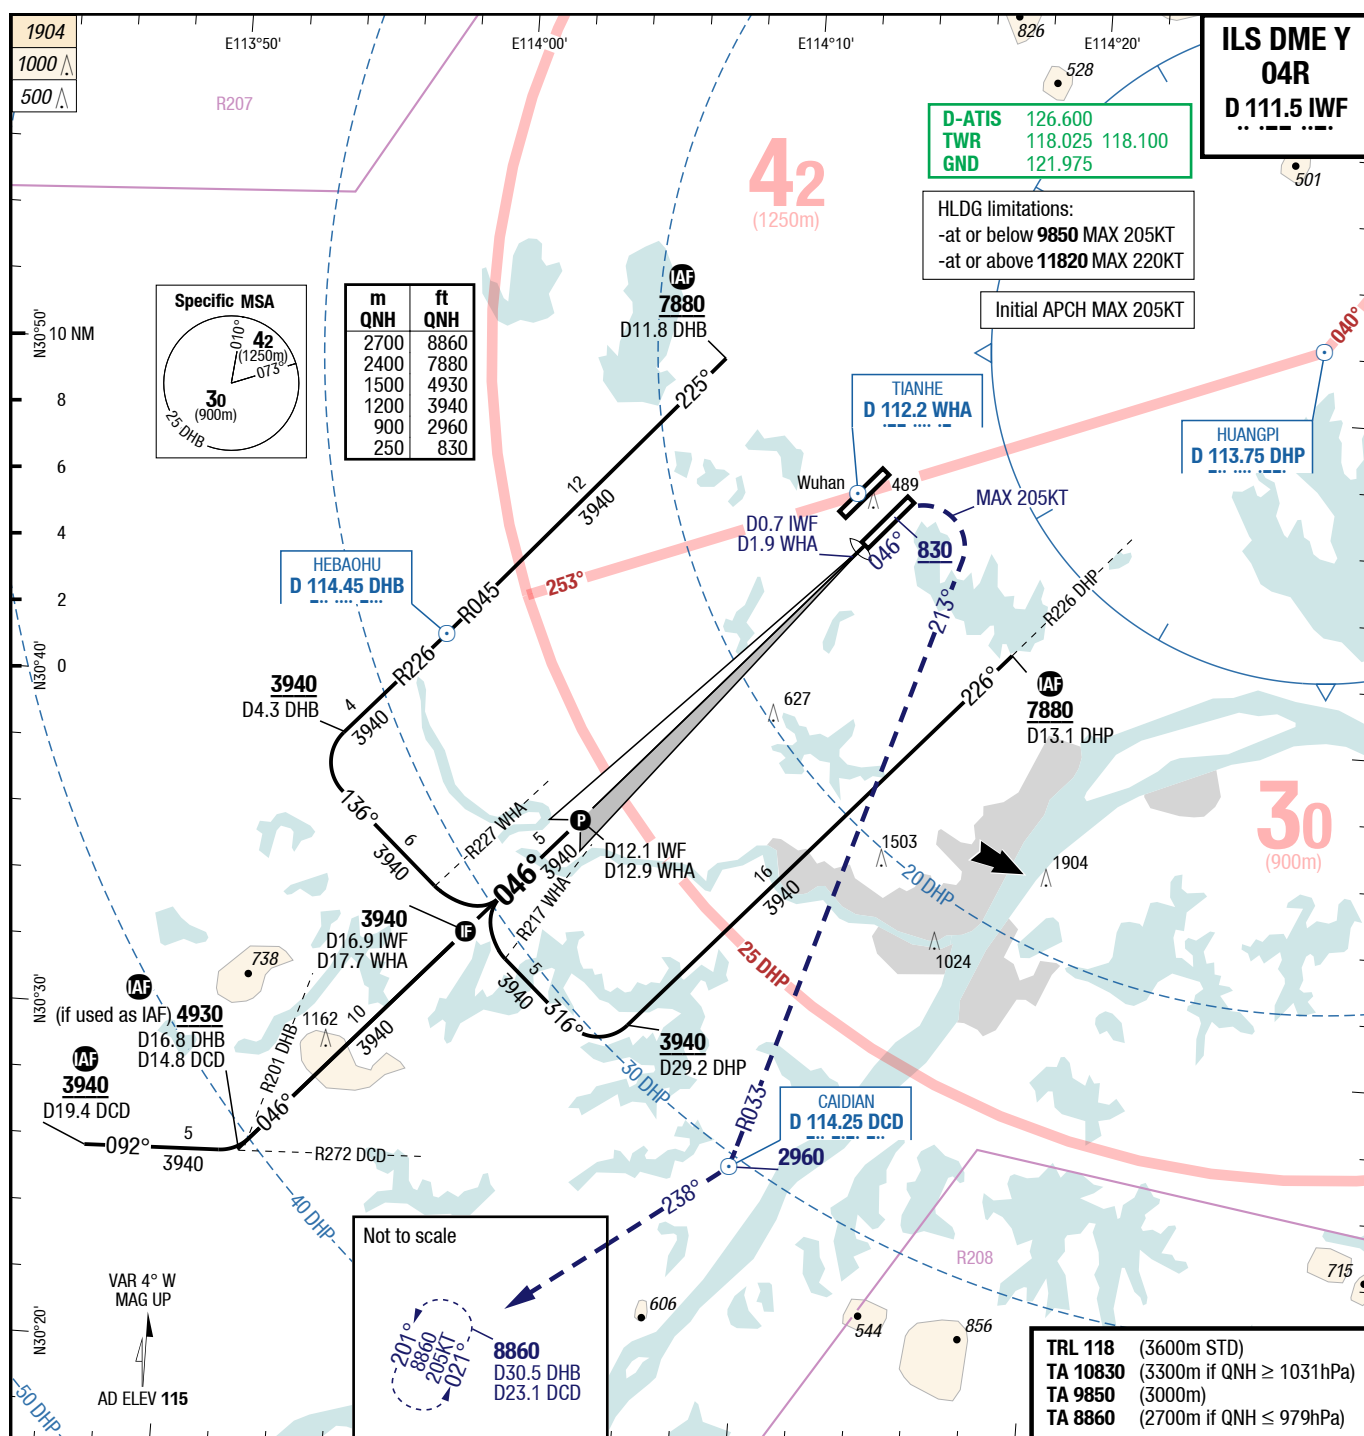 1904
1000
500
E113°50'
E114°00'
E114°10'
E114°20'
826
528
501
ILS DME Y
04R
D 111.5 IWF
R207
D-ATIS 126.600
TWR 118.025 118.100
GND 121.975
42
(1250m)
HLDG limitations:
-at or below 9850 MAX 205KT
-at or above 11820 MAX 220KT
Initial APCH MAX 205KT
Specific MSA
010°
42
(1250m)
073°
30
(900m)
25 DHB
m ft
QNH QNH
2700 8860
2400 7880
1500 4930
1200 3940
900 2960
250 830
IAF
7880
D11.8 DHB
225°
N30°50'
10 NM
8
6
4
2
0
N30°40'
040°
TIANHE
D 112.2 WHA
HUANGPI
D 113.75 DHP
Wuhan
489
MAX 205KT
D0.7 IWF
D1.9 WHA
046°
830
12
3940
HEBAOHU
D 114.45 DHB
253°
R045
R226
213°
R226 DHP
3940
D4.3 DHB
4
3940
226°
IAF
7880
D13.1 DHP
627
136°
6
3940
R227 WHA
P
5
3940
D12.1 IWF
D12.9 WHA
046°
R217 WHA
1503
20 DHP
1904
30
(900m)
16
3940
1024
3940
D16.9 IWF
D17.7 WHA
IF
25 DHP
738
N30°30'
IAF
(if used as IAF) 4930
D16.8 DHB
D14.8 DCD
1162
10
3940
5
3940
316°
3940
D29.2 DHP
30 DHP
R201 DHB
IAF
3940
D19.4 DCD
046°
092°
5
3940
R272 DCD
R033
CAIDIAN
D 114.25 DCD
2960
238°
40 DHP
Not to scale
R208
VAR 4° W
MAG UP
AD ELEV 115
N30°20'
50 DHP
201°
8860
205KT
021°
8860
D30.5 DHB
D23.1 DCD
606
544
856
715
TRL 118 (3600m STD)
TA 10830 (3300m if QNH ≥ 1031hPa)
TA 9850 (3000m)
TA 8860 (2700m if QNH ≤ 979hPa)